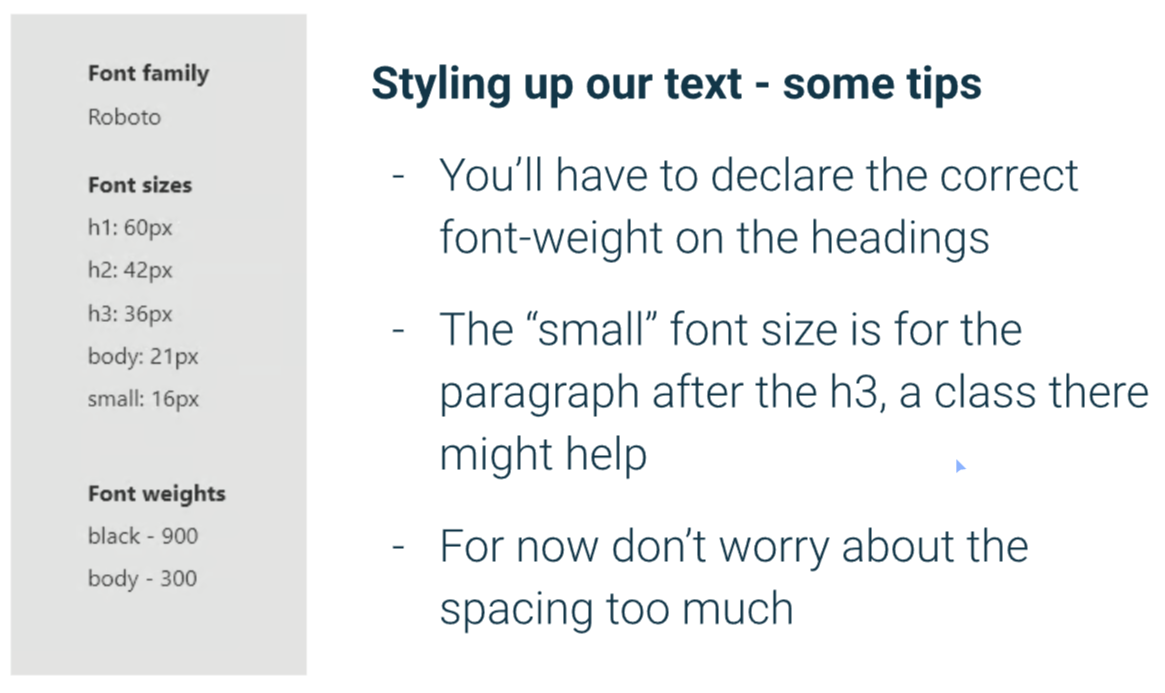 Font family
Roboto
Font sizes
h1: 60px
h2: 42px
h3: 36px
body: 21px
small: 16px
Font weights
black - 900
body - 300
Styling up our text - some tips
- You’ll have to declare the correct
font-weight on the headings
- The “small” font size is for the
paragraph after the h3, a class there
might help
- For now don’t worry about the
spacing too much